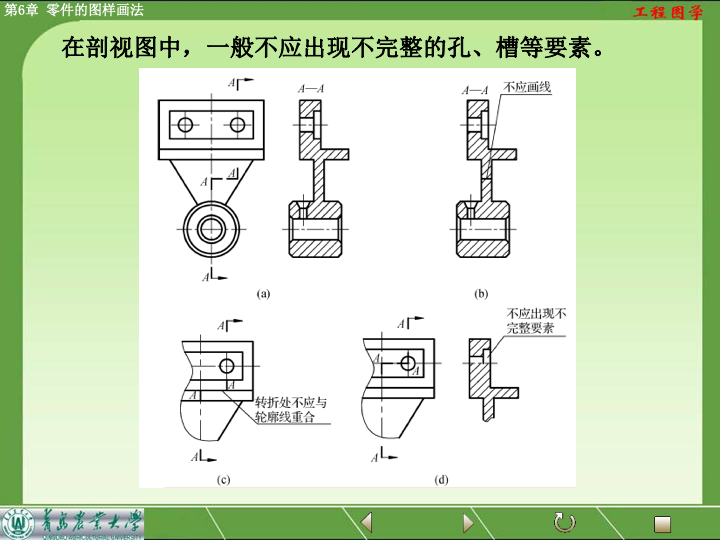 第6章 零件的图样画法
工程图学
在剖视图中，一般不应出现不完整的孔、槽等要素。
A
A—A
A—A
不应画线
A
A
A
(a)
(b)
A
A
不应出现不
完整要素
A
A
A
A
转折处不应与
轮廓线重合
A
A
(c)
(d)
青岛农业大学